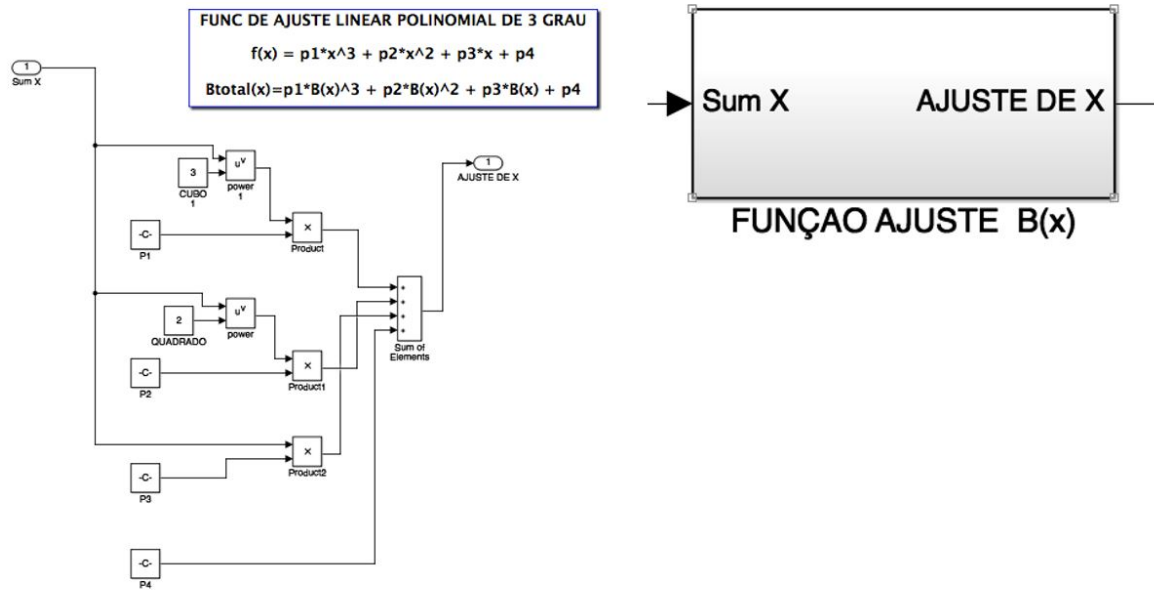 FUNC DE AJUSTE LINEAR POLINOMIAL DE 3 GRAU
f(x) = p1*x^3 + p2*x^2 + p3*x + p4
Btotal(x)=p1*B(x)^3 + p2*B(x)^2 + p3*B(x) + p4
1
Sum X
3
CUBO
1
u^v
power
1
-C-
P1
×
Product
1
AJUSTE DE X
2
QUADRADO
u^v
power
-C-
P2
×
Product1
+
+
+
+
Sum of
Elements
-C-
P3
×
Product2
-C-
P4
Sum X
AJUSTE DE X
FUNÇAO AJUSTE B(x)